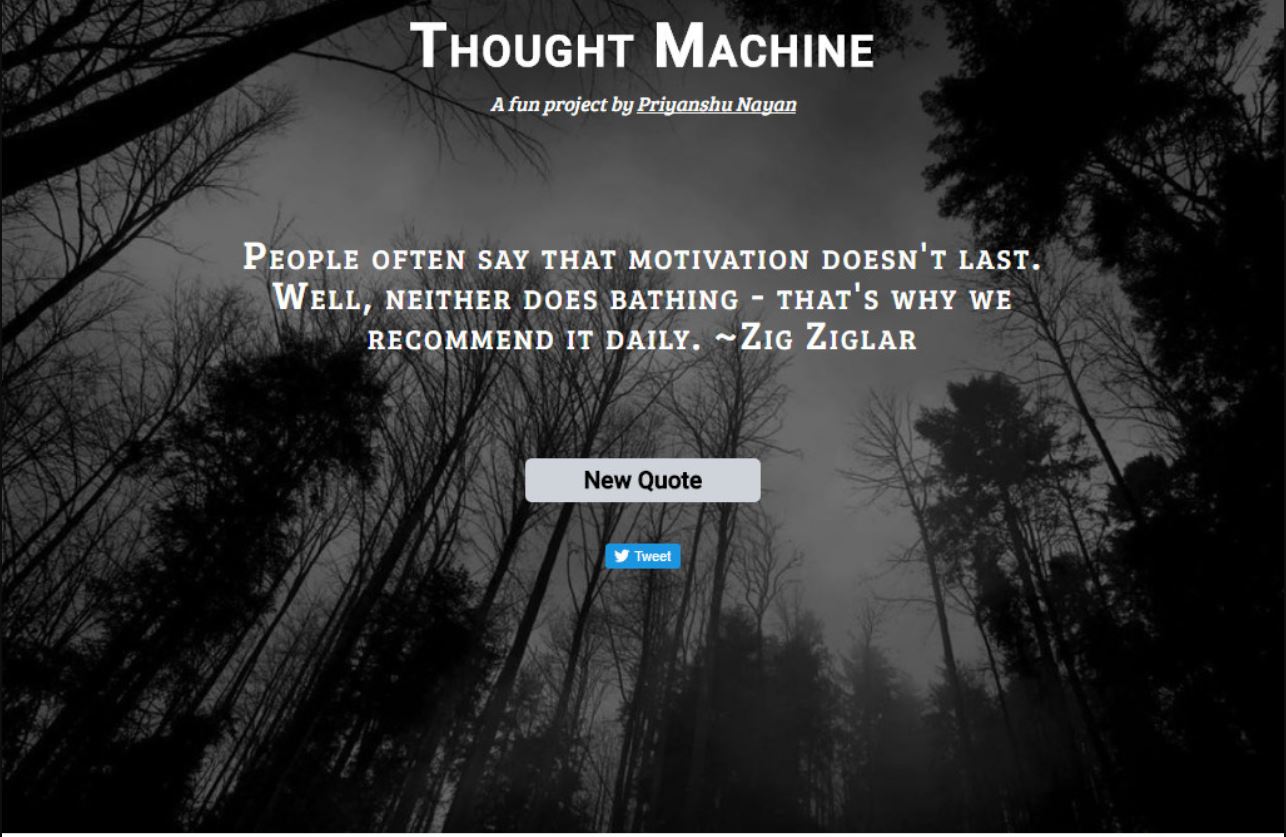 Thought Machine
A fun project by Priyanshu Nayan
People often say that motivation doesn't last.
Well, neither does bathing - that's why we
recommend it daily. ~Zig Ziglar
New Quote
Tweet